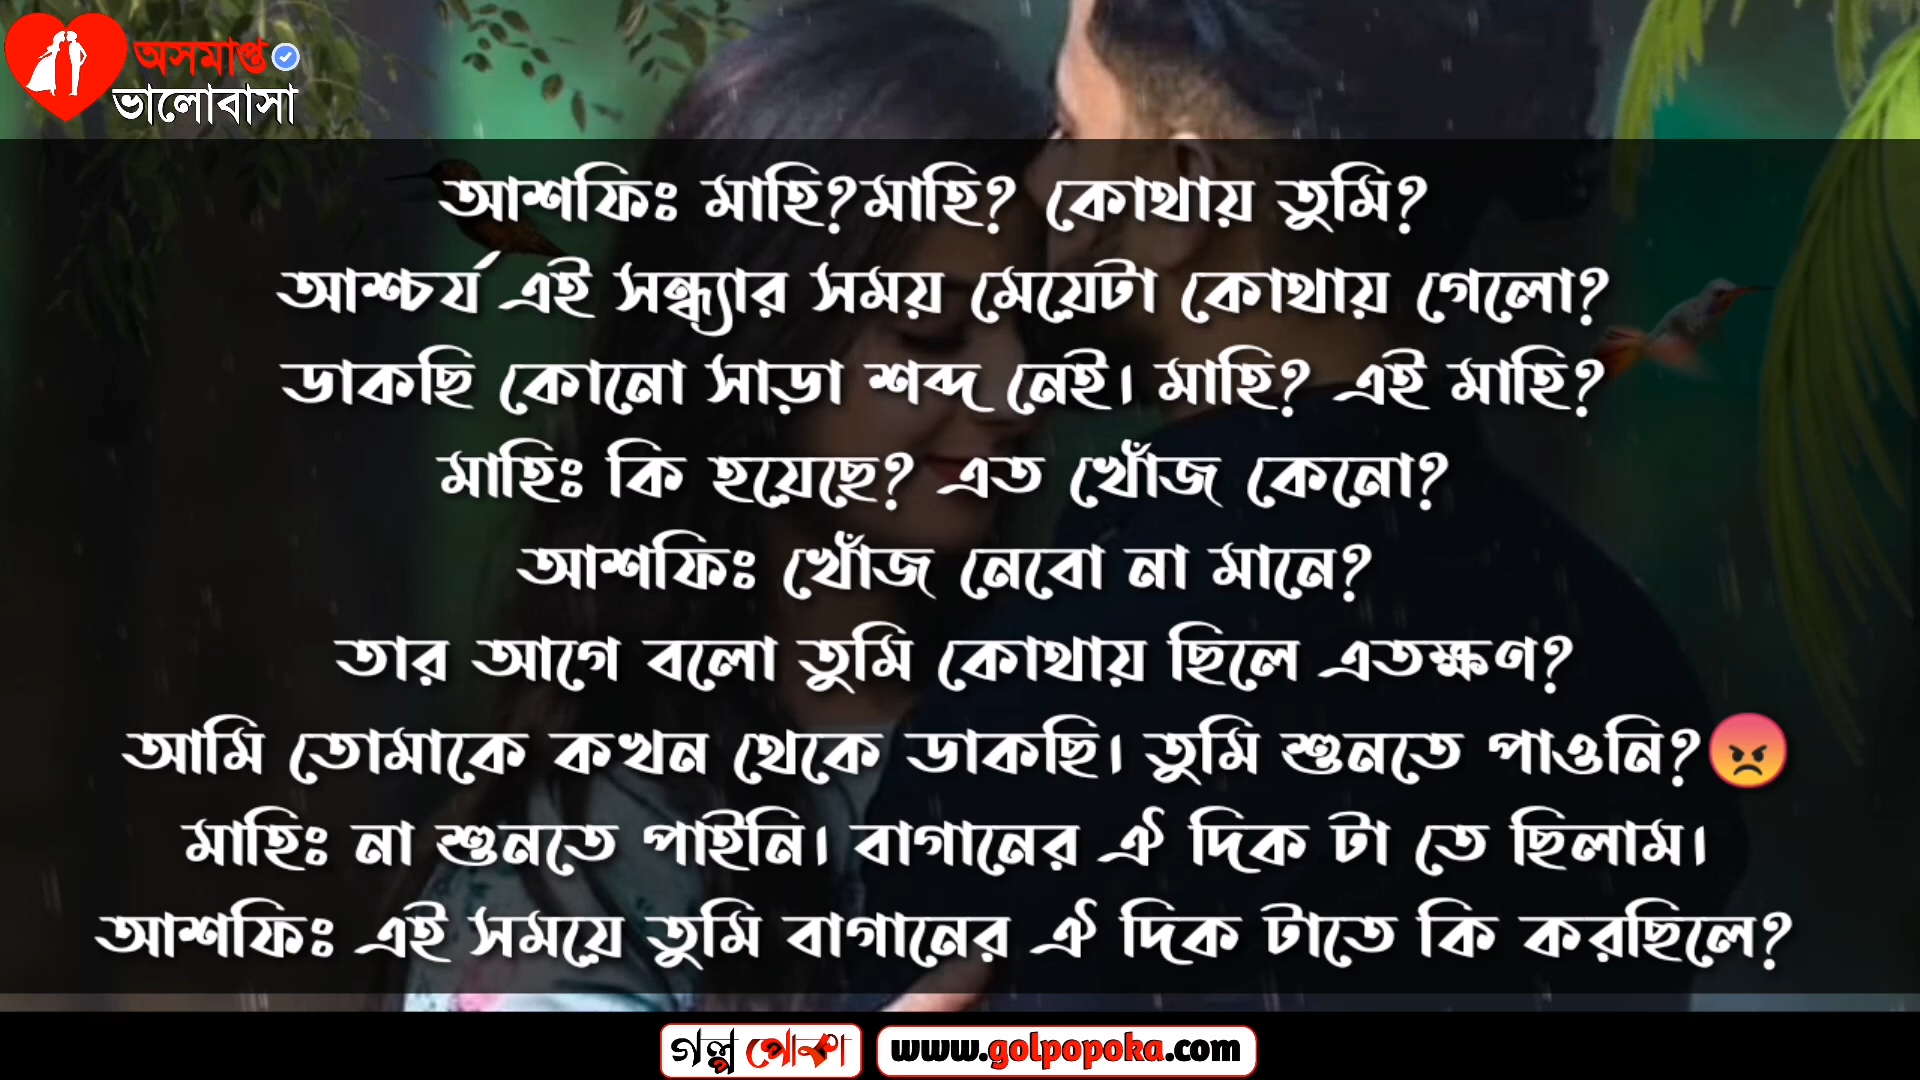 অসমাপ্ত
ভালোবাসা
আশফিঃ মাহি?মাহি? কোথায় তুমি?
আশ্চর্য এই সন্ধ্যার সময় মেয়েটা কোথায় গেলো?
ডাকছি কোনো সাড়া শব্দ নেই। মাহি? এই মাহি?
মাহিঃ কি হয়েছে? এত খোঁজ কেনো?
আশফিঃ খোঁজ নেবো না মানে?
তার আগে বলো তুমি কোথায় ছিলে এতক্ষণ?
আমি তোমাকে কখন থেকে ডাকছি। তুমি শুনতে পাওনি?😡
মাহিঃ না শুনতে পাইনি। বাগানের ঐ দিক টা তে ছিলাম।
আশফিঃ এই সময়ে তুমি বাগানের ঐ দিক টাতে কি করছিলে?
গল্প পোকা www.golpopoka.com